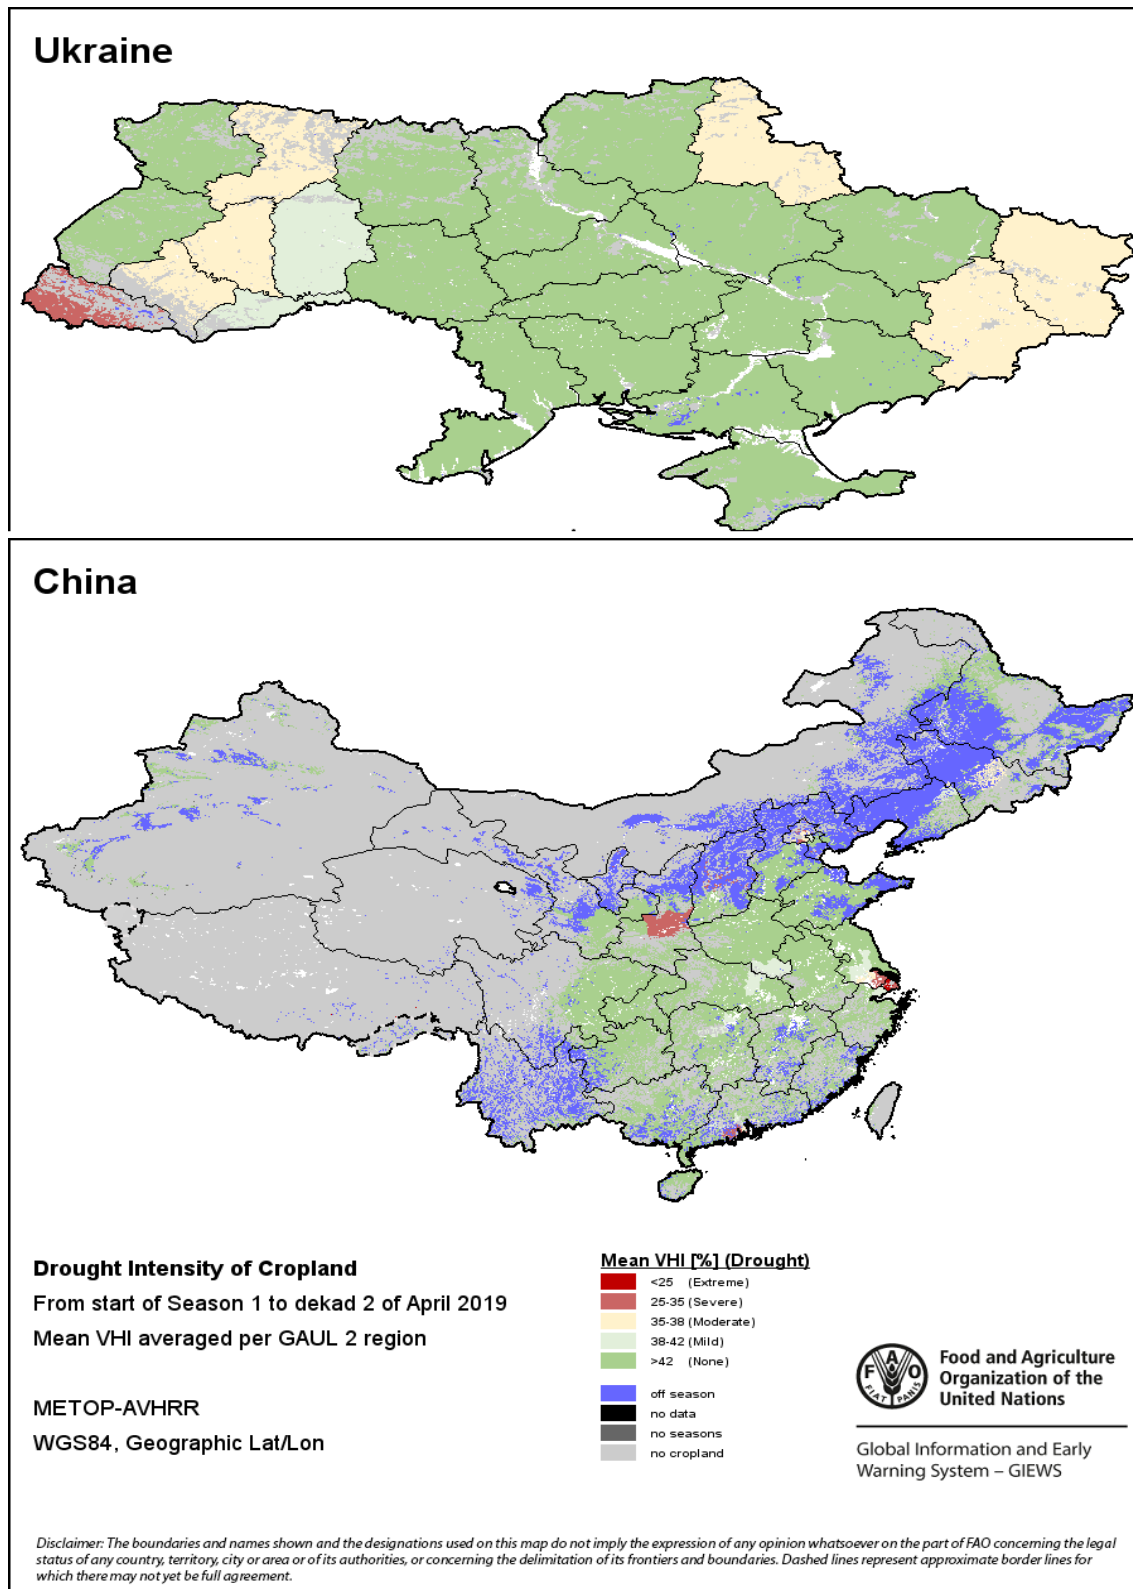 Ukraine
China
Drought Intensity of Cropland
From start of Season 1 to dekad 2 of April 2019
Mean VHI averaged per GAUL 2 region
METOP-AVHRR
WGS84, Geographic Lat/Lon
Mean VHI [%] (Drought)
<25 (Extreme)
25-35 (Severe)
35-38 (Moderate)
38-42 (Mild)
>42 (None)
off season
no data
no seasons
no cropland
FAO
FIAT PANIS
Food and Agriculture
Organization of the
United Nations
Global Information and Early
Warning System – GIEWS
Disclaimer: The boundaries and names shown and the designations used on this map do not imply the expression of any opinion whatsoever on the part of FAO concerning the legal
status of any country, territory, city or area or of its authorities, or concerning the delimitation of its frontiers and boundaries. Dashed lines represent approximate border lines for
which there may not yet be full agreement.